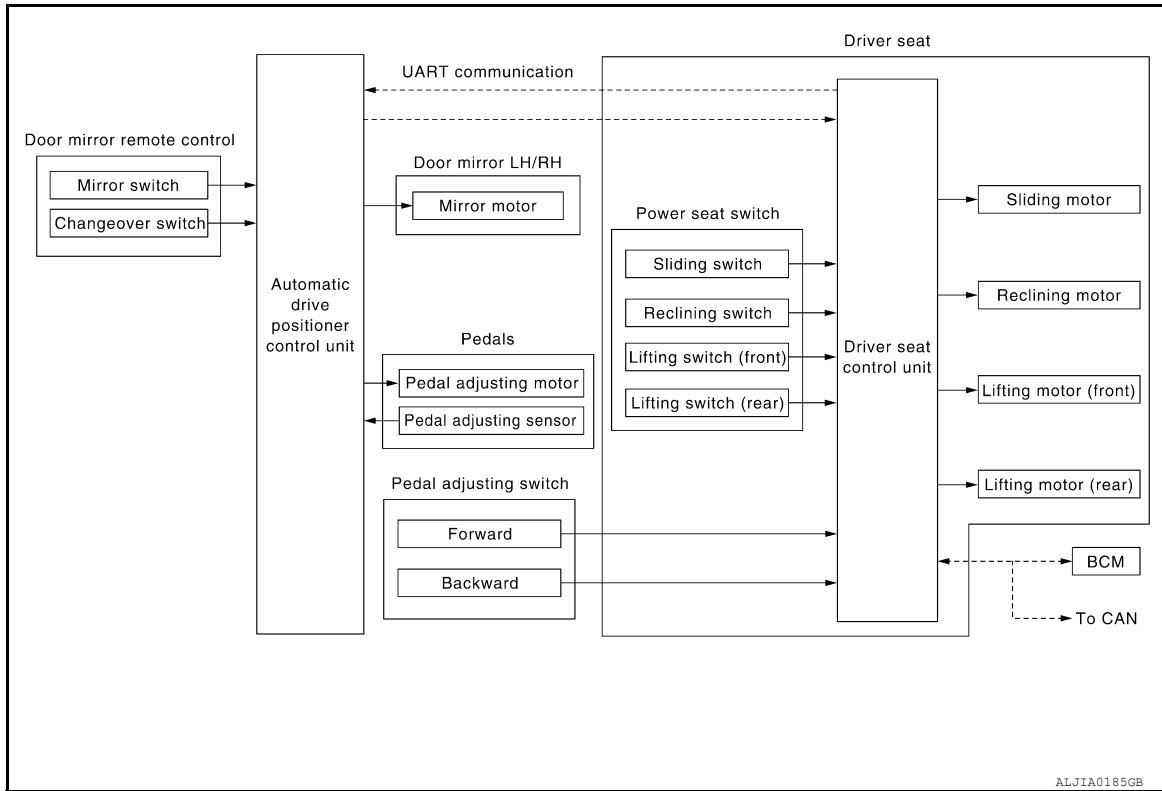 Driver seat
UART communication
Door mirror remote control
Mirror switch
Changeover switch
Automatic
drive
positioner
control unit
Door mirror LH/RH
Mirror motor
Pedals
Pedal adjusting motor
Pedal adjusting sensor
Pedal adjusting switch
Forward
Backward
Power seat switch
Sliding switch
Reclining switch
Lifting switch (front)
Lifting switch (rear)
Driver seat
control unit
Sliding motor
Reclining motor
Lifting motor (front)
Lifting motor (rear)
BCM
To CAN
ALJIA0185GB